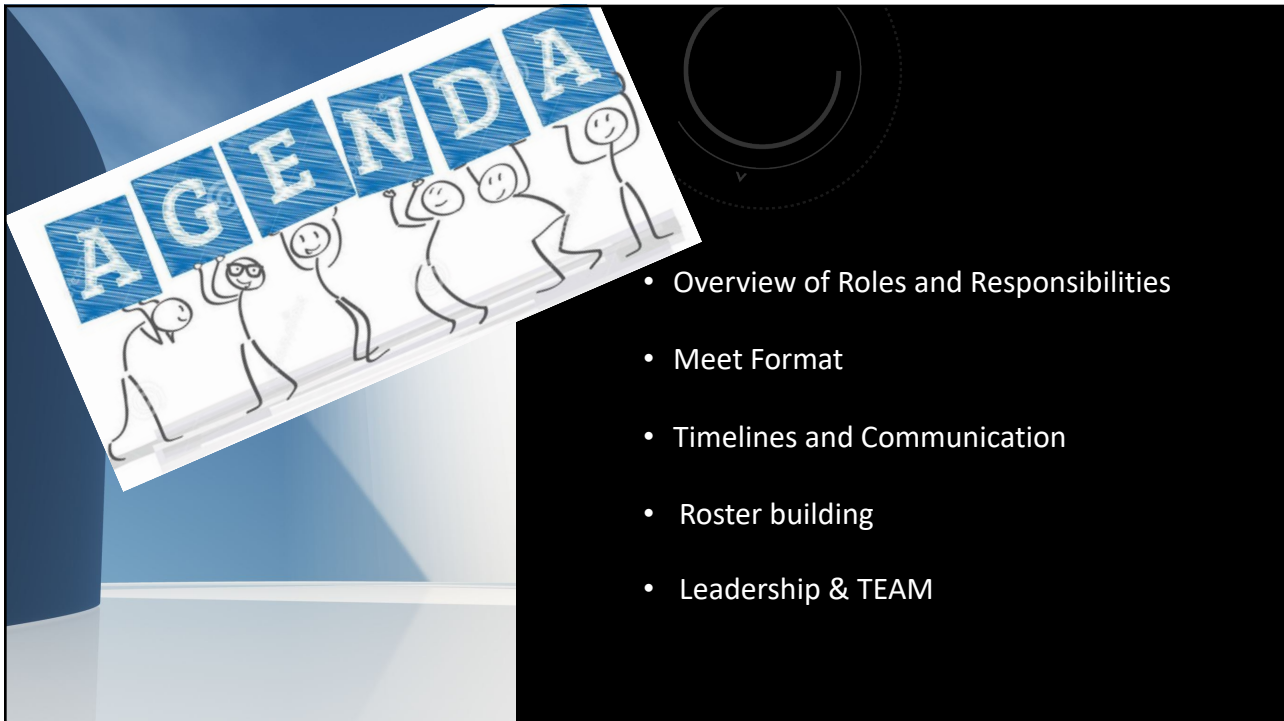 AGENDA
• Overview of Roles and Responsibilities
• Meet Format
• Timelines and Communication
• Roster building
• Leadership & TEAM